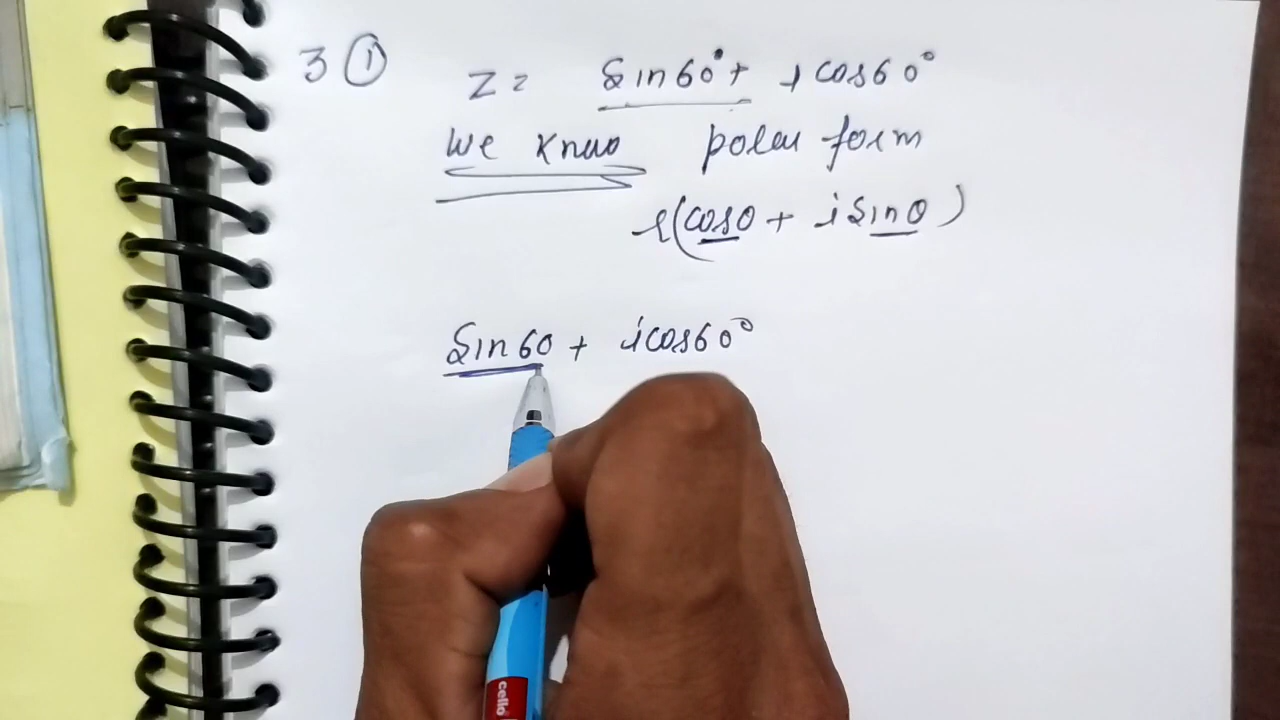 3 ① Z = Sin60° + i cos60°
We know polar form
r(cosθ + i Sinθ)
Sin60 + i cos60°
cello